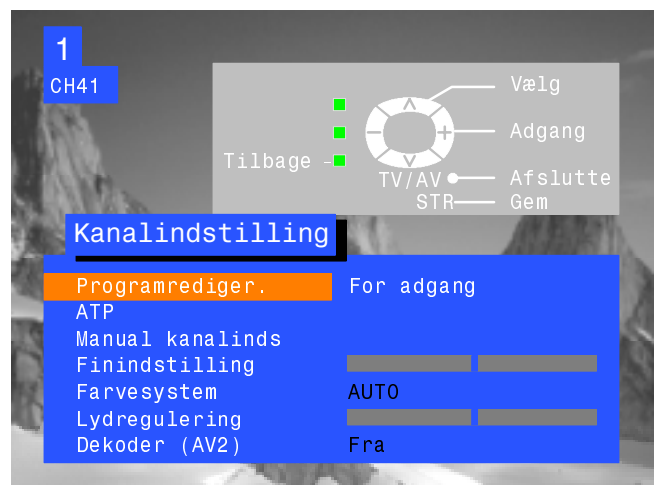 1
CH41
Vælg
Adgang
Tilbage
TV/AV Afslutte
STR Gem
Kanalindstilling
Programrediger. For adgang
ATP
Manual kanalinds
Finindstilling
Farvesystem AUTO
Lydregulering
Dekoder (AV2) Fra